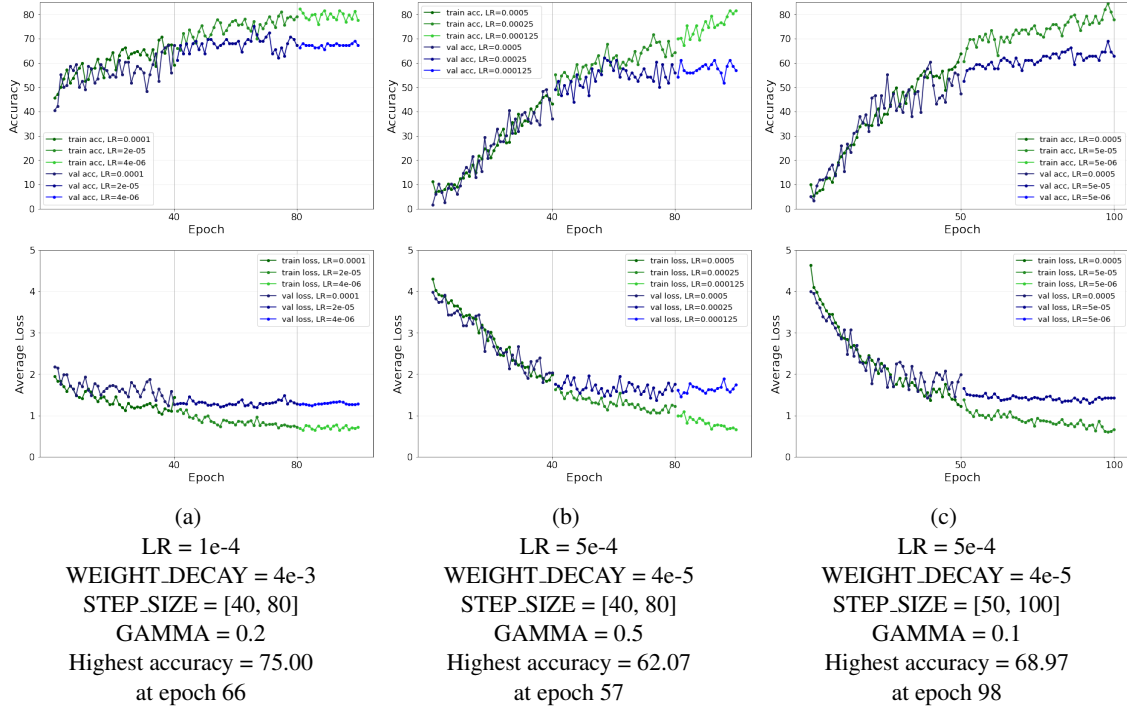 80
70
60
50
40
30
20
10
0
Accuracy
train acc, LR=0.0001
train acc, LR=2e-05
train acc, LR=4e-06
val acc, LR=0.0001
val acc, LR=2e-05
val acc, LR=4e-06
40
80
Epoch
80
70
60
50
40
30
20
10
0
Accuracy
train acc, LR=0.0005
train acc, LR=0.00025
train acc, LR=0.000125
val acc, LR=0.0005
val acc, LR=0.00025
val acc, LR=0.000125
40
80
Epoch
80
70
60
50
40
30
20
10
0
Accuracy
train acc, LR=0.0005
train acc, LR=5e-05
train acc, LR=5e-06
val acc, LR=0.0005
val acc, LR=5e-05
val acc, LR=5e-06
50
100
Epoch
5
4
3
2
1
0
Average Loss
train loss, LR=0.0001
train loss, LR=2e-05
train loss, LR=4e-06
val loss, LR=0.0001
val loss, LR=2e-05
val loss, LR=4e-06
40
80
Epoch
5
4
3
2
1
0
Average Loss
train loss, LR=0.0005
train loss, LR=0.00025
train loss, LR=0.000125
val loss, LR=0.0005
val loss, LR=0.00025
val loss, LR=0.000125
40
80
Epoch
5
4
3
2
1
0
Average Loss
train loss, LR=0.0005
train loss, LR=5e-05
train loss, LR=5e-06
val loss, LR=0.0005
val loss, LR=5e-05
val loss, LR=5e-06
50
100
Epoch
(a)
LR = 1e-4
WEIGHT_DECAY = 4e-3
STEP_SIZE = [40, 80]
GAMMA = 0.2
Highest accuracy = 75.00
at epoch 66
(b)
LR = 5e-4
WEIGHT_DECAY = 4e-5
STEP_SIZE = [40, 80]
GAMMA = 0.5
Highest accuracy = 62.07
at epoch 57
(c)
LR = 5e-4
WEIGHT_DECAY = 4e-5
STEP_SIZE = [50, 100]
GAMMA = 0.1
Highest accuracy = 68.97
at epoch 98